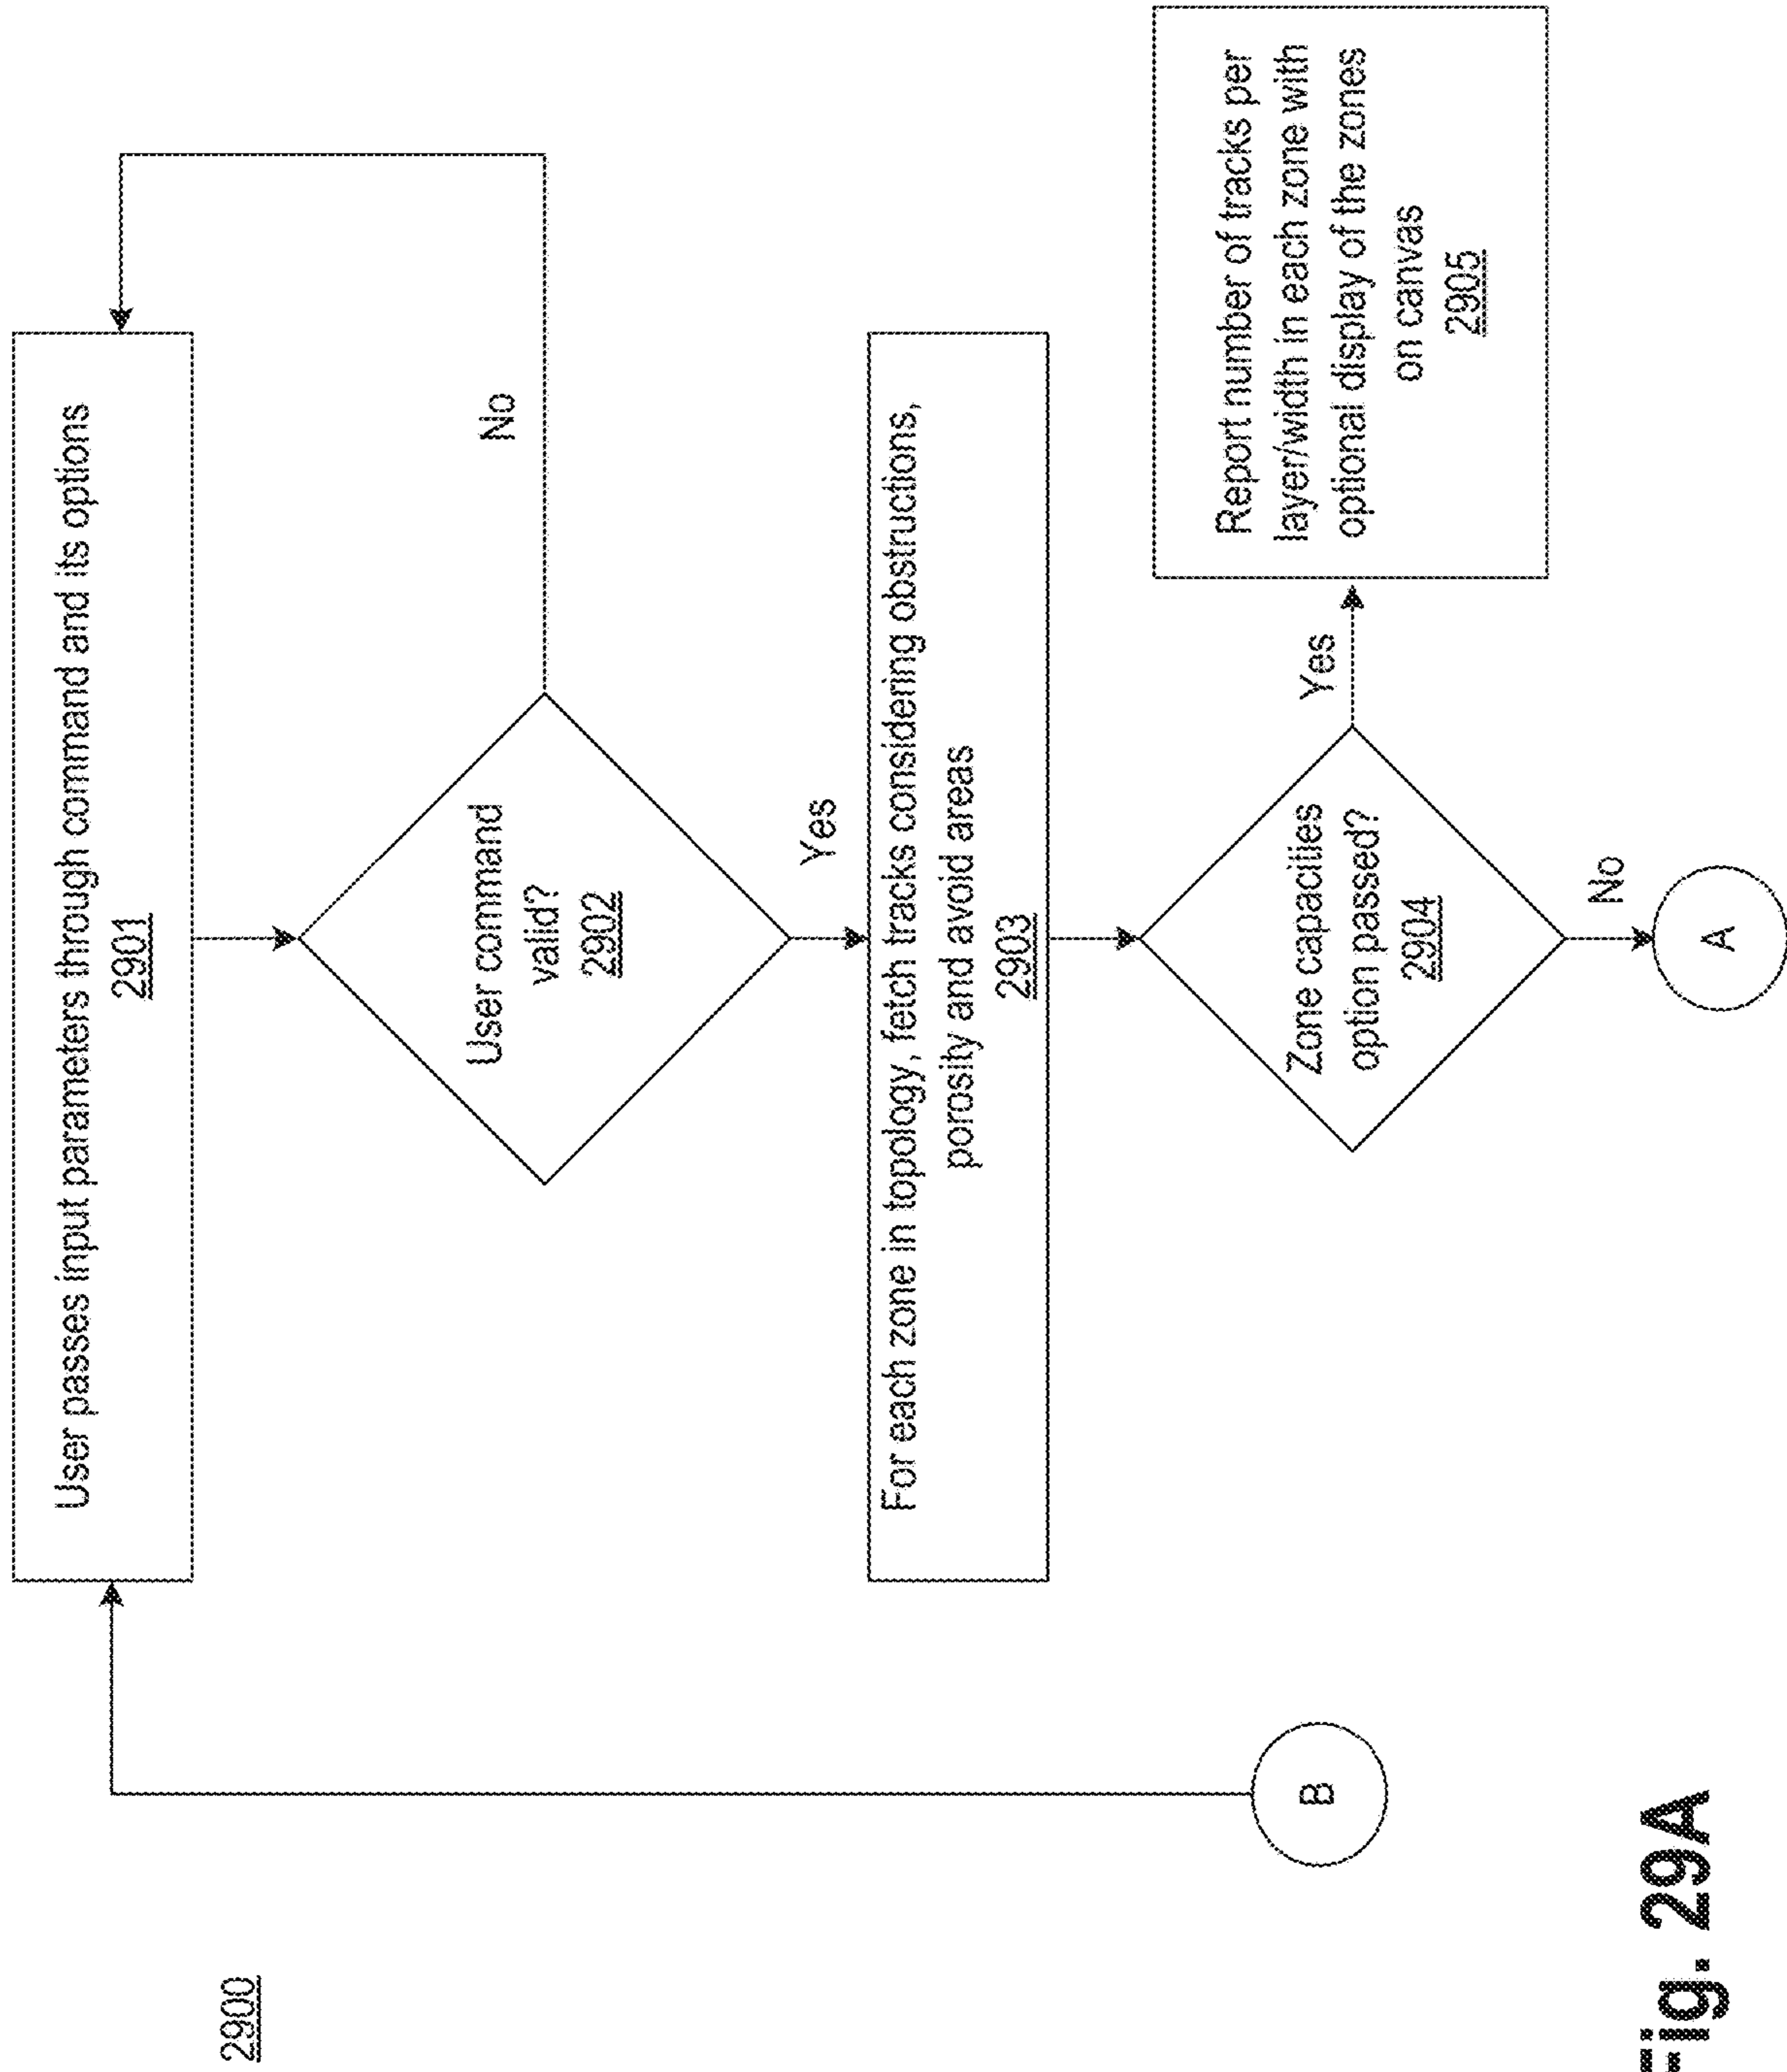 2900
User passes input parameters through command and its options
2901
User command
valid?
2902
No
Yes
For each zone in topology, fetch tracks considering obstructions,
porosity and avoid areas
2903
Zone capacities
option passed?
2904
Yes
Report number of tracks per
layer/width in each zone with
optional display of the zones
on canvas
2905
No
A
B
Fig. 29A